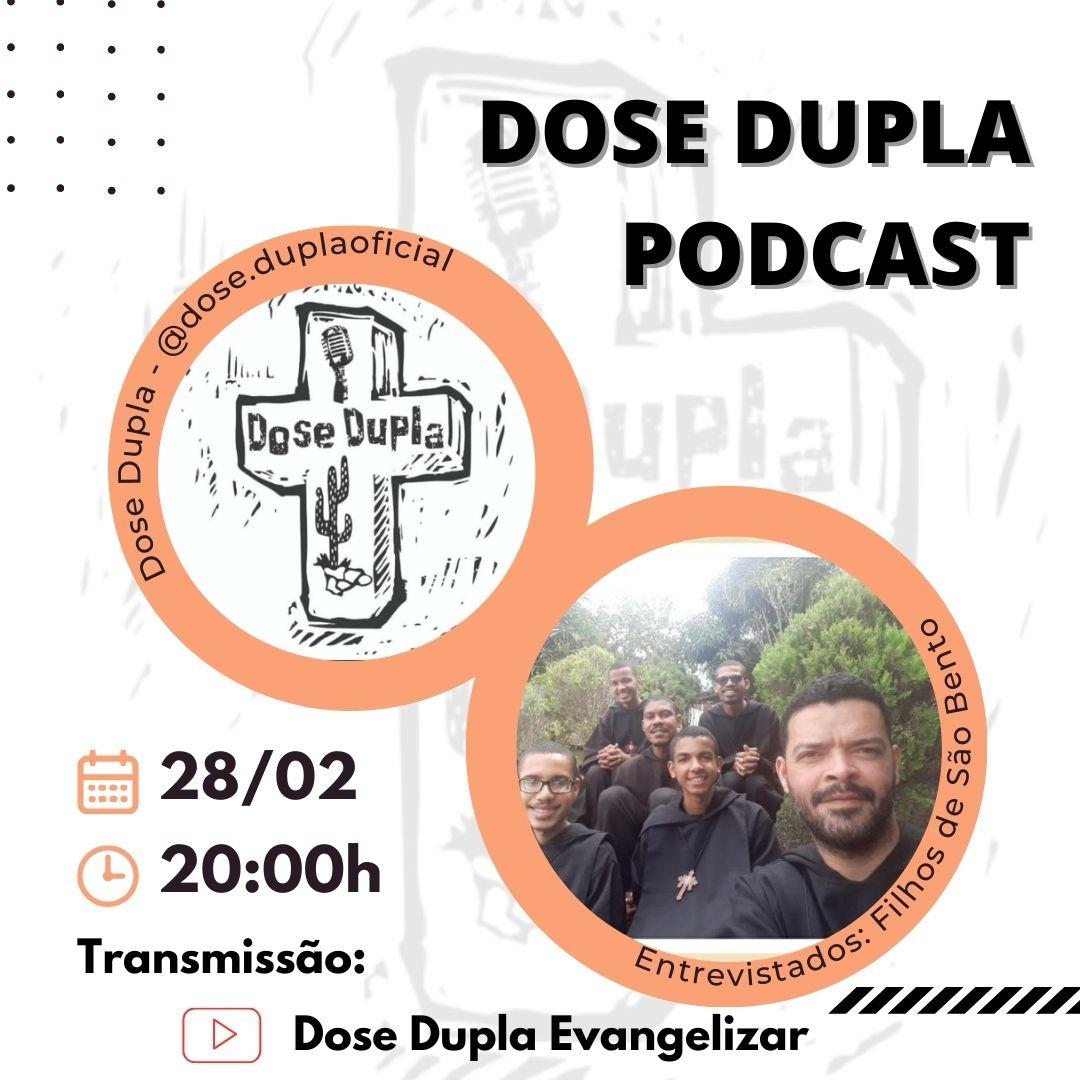 DOSE DUPLA
PODCAST
Dose Dupla - @dose.duplaoficial
Dose Dupla
upla
Entrevistados: Filhos de São Bento
28/02
20:00h
Transmissão:
Dose Dupla Evangelizar